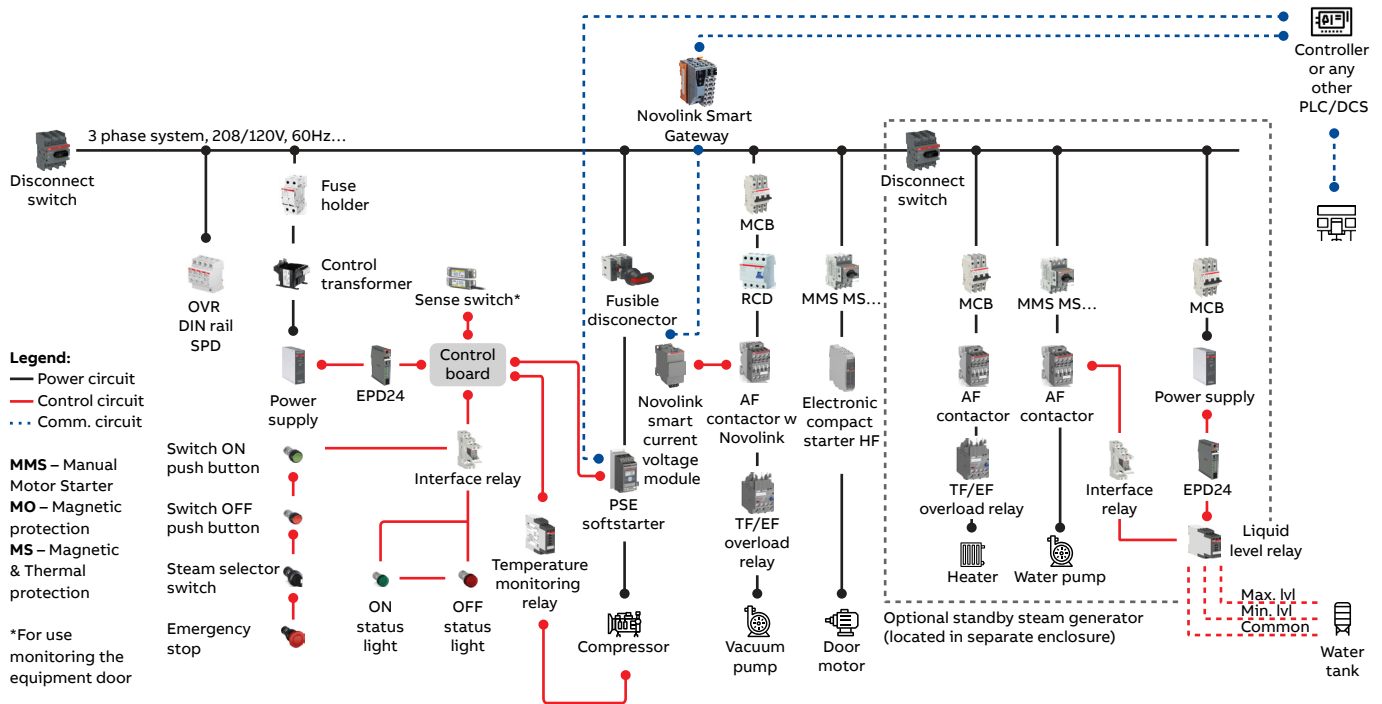 Controller
or any
other
PLC/DCS
Novolink Smart
Gateway
3 phase system, 208/120V, 60Hz…
Disconnect
switch
Disconnect
switch
Fuse
holder
Control
transformer
OVR
DIN rail
SPD
Sense switch*
Fusible
disconector
MCB
RCD
MMS MS…
MCB
MMS MS…
MCB
Legend:
Power circuit
Control circuit
Comm. circuit
MMS – Manual
Motor Starter
MO – Magnetic
protection
MS – Magnetic
& Thermal
protection
*For use
monitoring the
equipment door
Power
supply
EPD24
Control
board
Novolink
smart
current
voltage
module
AF
contactor w
Novolink
Electronic
compact
starter HF
AF
contactor
AF
contactor
Power supply
Switch ON
push button
Switch OFF
push button
Steam selector
switch
Emergency
stop
Interface relay
ON
status
light
OFF
status
light
Temperature
monitoring
relay
PSE
softstarter
TF/EF
overload
relay
TF/EF
overload relay
Interface
relay
EPD24
Liquid
level relay
Compressor
Vacuum
pump
Door
motor
Heater
Water pump
Optional standby steam generator
(located in separate enclosure)
Max. lvl
Min. lvl
Common
Water
tank